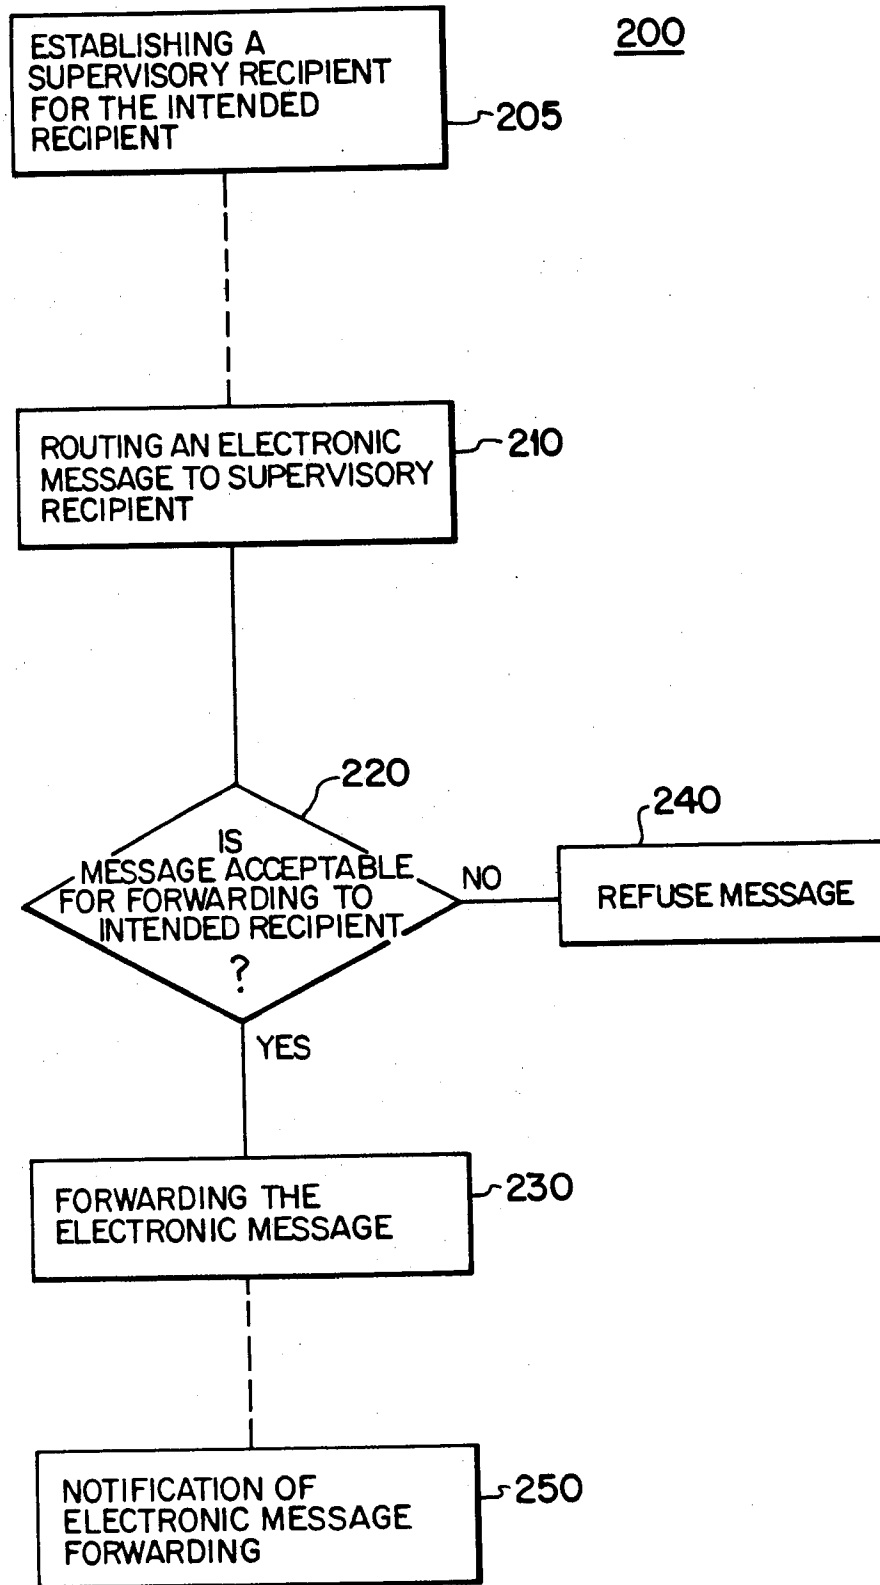 200
ESTABLISHING A
SUPERVISORY RECIPIENT
FOR THE INTENDED
RECIPIENT
205
ROUTING AN ELECTRONIC
MESSAGE TO SUPERVISORY
RECIPIENT
210
220
IS
MESSAGE ACCEPTABLE
FOR FORWARDING TO
INTENDED RECIPIENT
?
NO
240
REFUSE MESSAGE
YES
FORWARDING THE
ELECTRONIC MESSAGE
230
NOTIFICATION OF
ELECTRONIC MESSAGE
FORWARDING
250